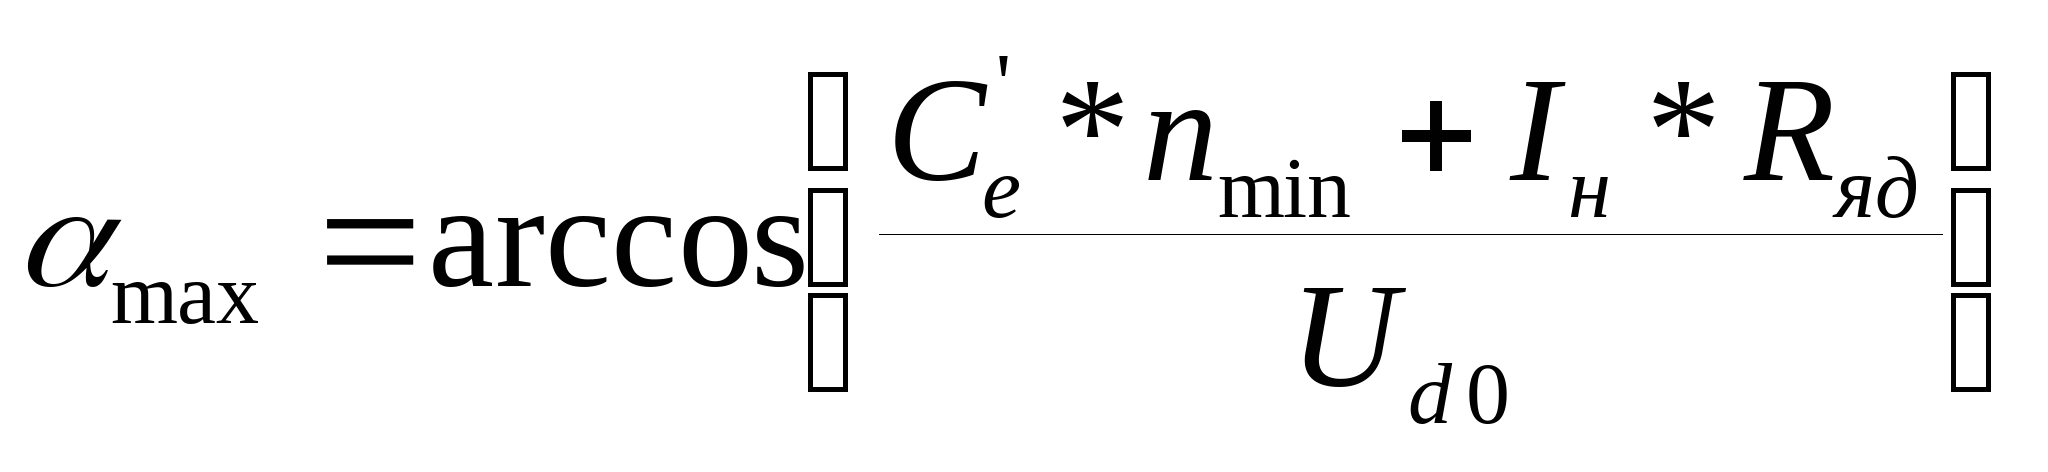 α_max = arccos( (C'_e * n_min + I_н * R_яд) / U_d0 )